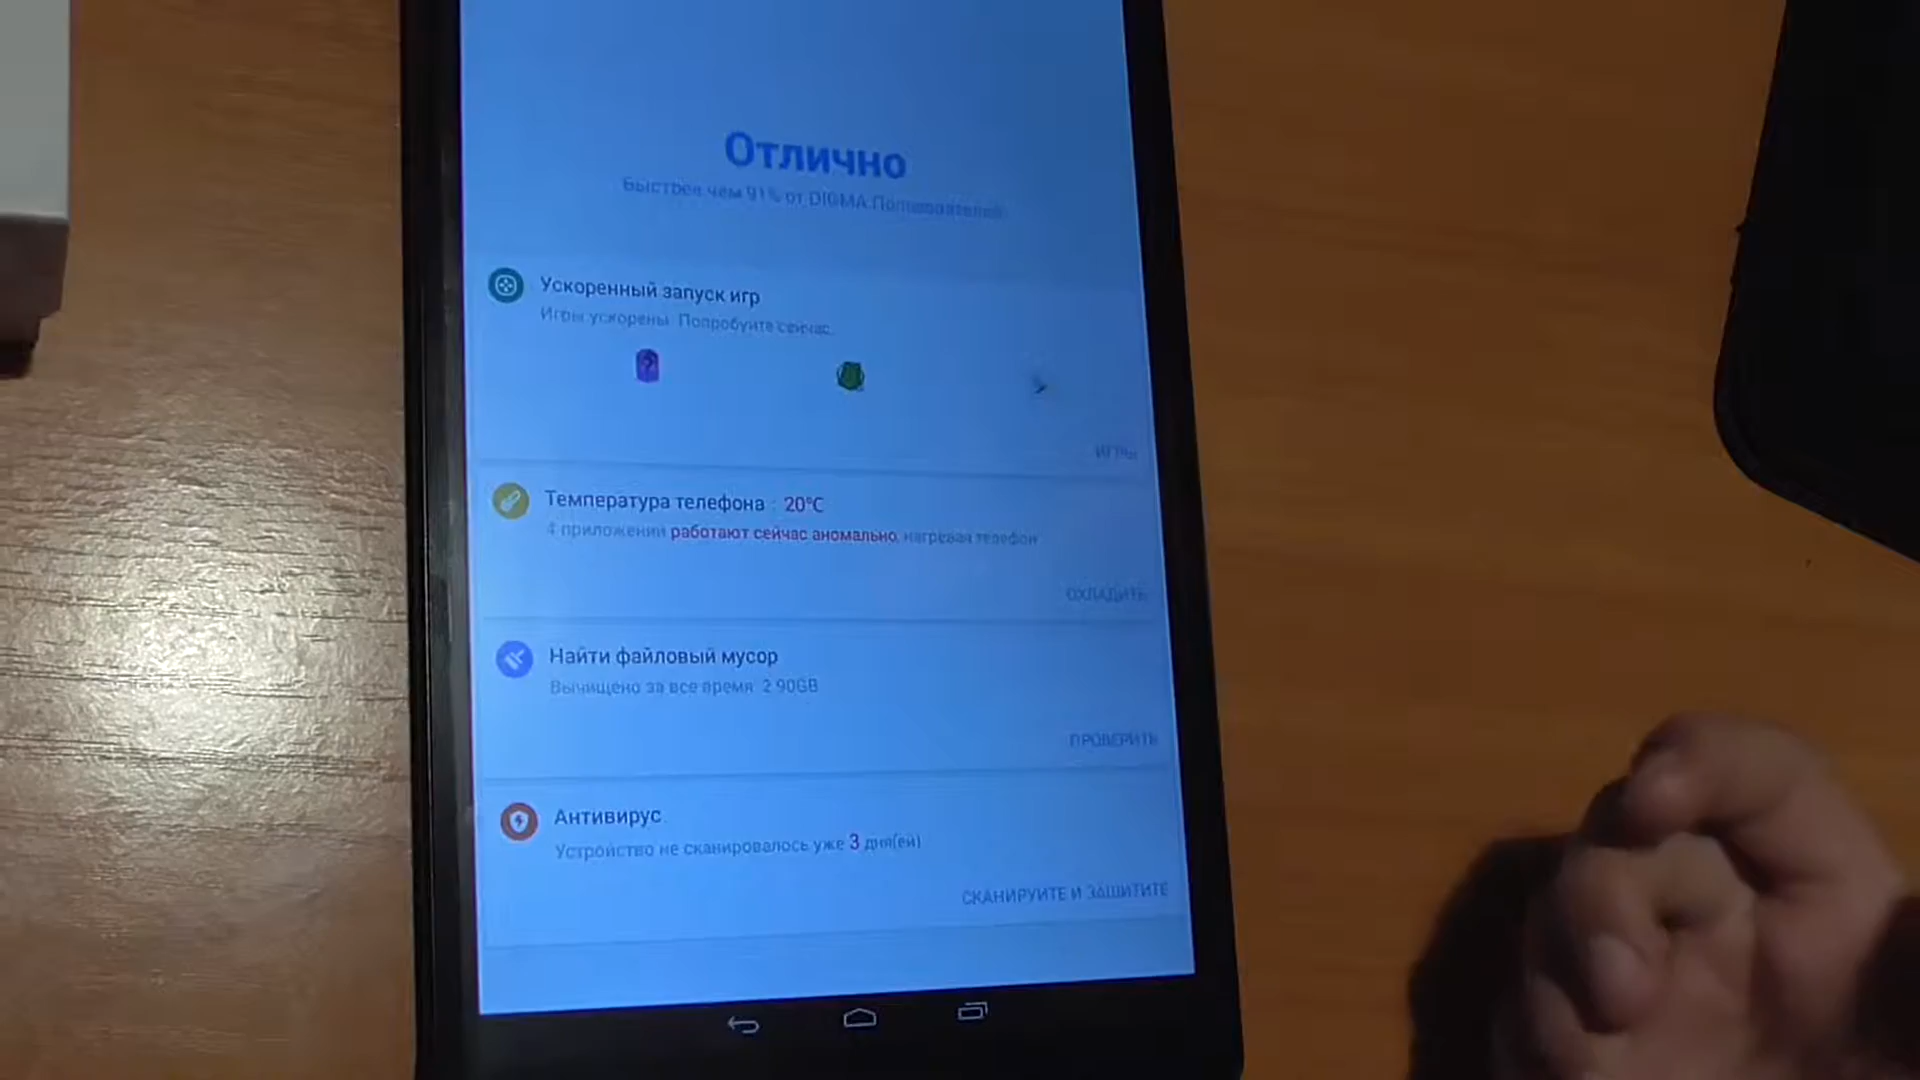 Отлично
Быстрее чем 91% от DIGMA Пользователей
Ускоренный запуск игр
Игры ускорены. Попробуйте сейчас.
ИГРЫ
Температура телефона : 20°C
4 приложений работают сейчас аномально, нагревая телефон
ОХЛАДИТЬ
Найти файловый мусор
Вычищено за все время: 2.90GB
ПРОВЕРИТЬ
Антивирус
Устройство не сканировалось уже 3 дня(ей)
СКАНИРУЙТЕ И ЗАЩИТИТЕ